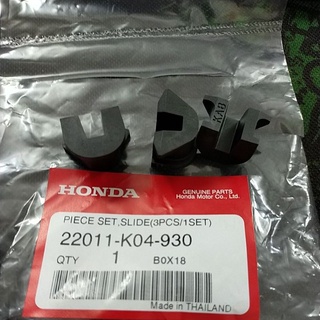 KAB
HONDA
GENUINE PARTS
Honda Motor Co., Ltd.
PIECE SET,SLIDE(3PCS/1SET)
22011-K04-930
QTY 1 B0X18
Made in THAILAND